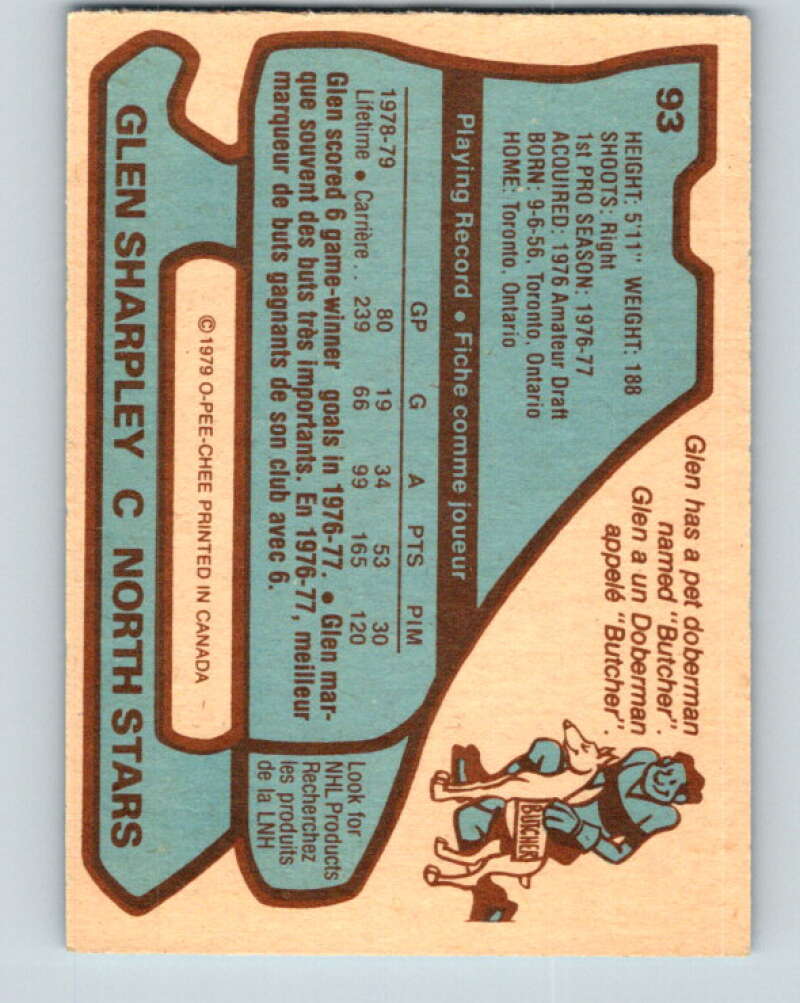 93
HEIGHT: 5'11" WEIGHT: 188
SHOOTS: Right
1st PRO SEASON: 1976-77
ACQUIRED: 1976 Amateur Draft
BORN: 9-6-56, Toronto, Ontario
HOME: Toronto, Ontario
Glen has a pet doberman
named "Butcher".
Glen a un Doberman
appelé "Butcher".
BUTCHER
Playing Record • Fiche comme joueur
GP G A PTS PIM
1978-79 80 19 34 53 30
Lifetime • Carrière . . 239 66 99 165 120
Glen scored 6 game-winner goals in 1976-77. • Glen mar-
que souvent des buts très importants. En 1976-77, meilleur
marqueur de buts gagnants de son club avec 6.
Look for
NHL Products
Recherchez
les produits
de la LNH
©1979 O-PEE-CHEE PRINTED IN CANADA
GLEN SHARPLEY C NORTH STARS